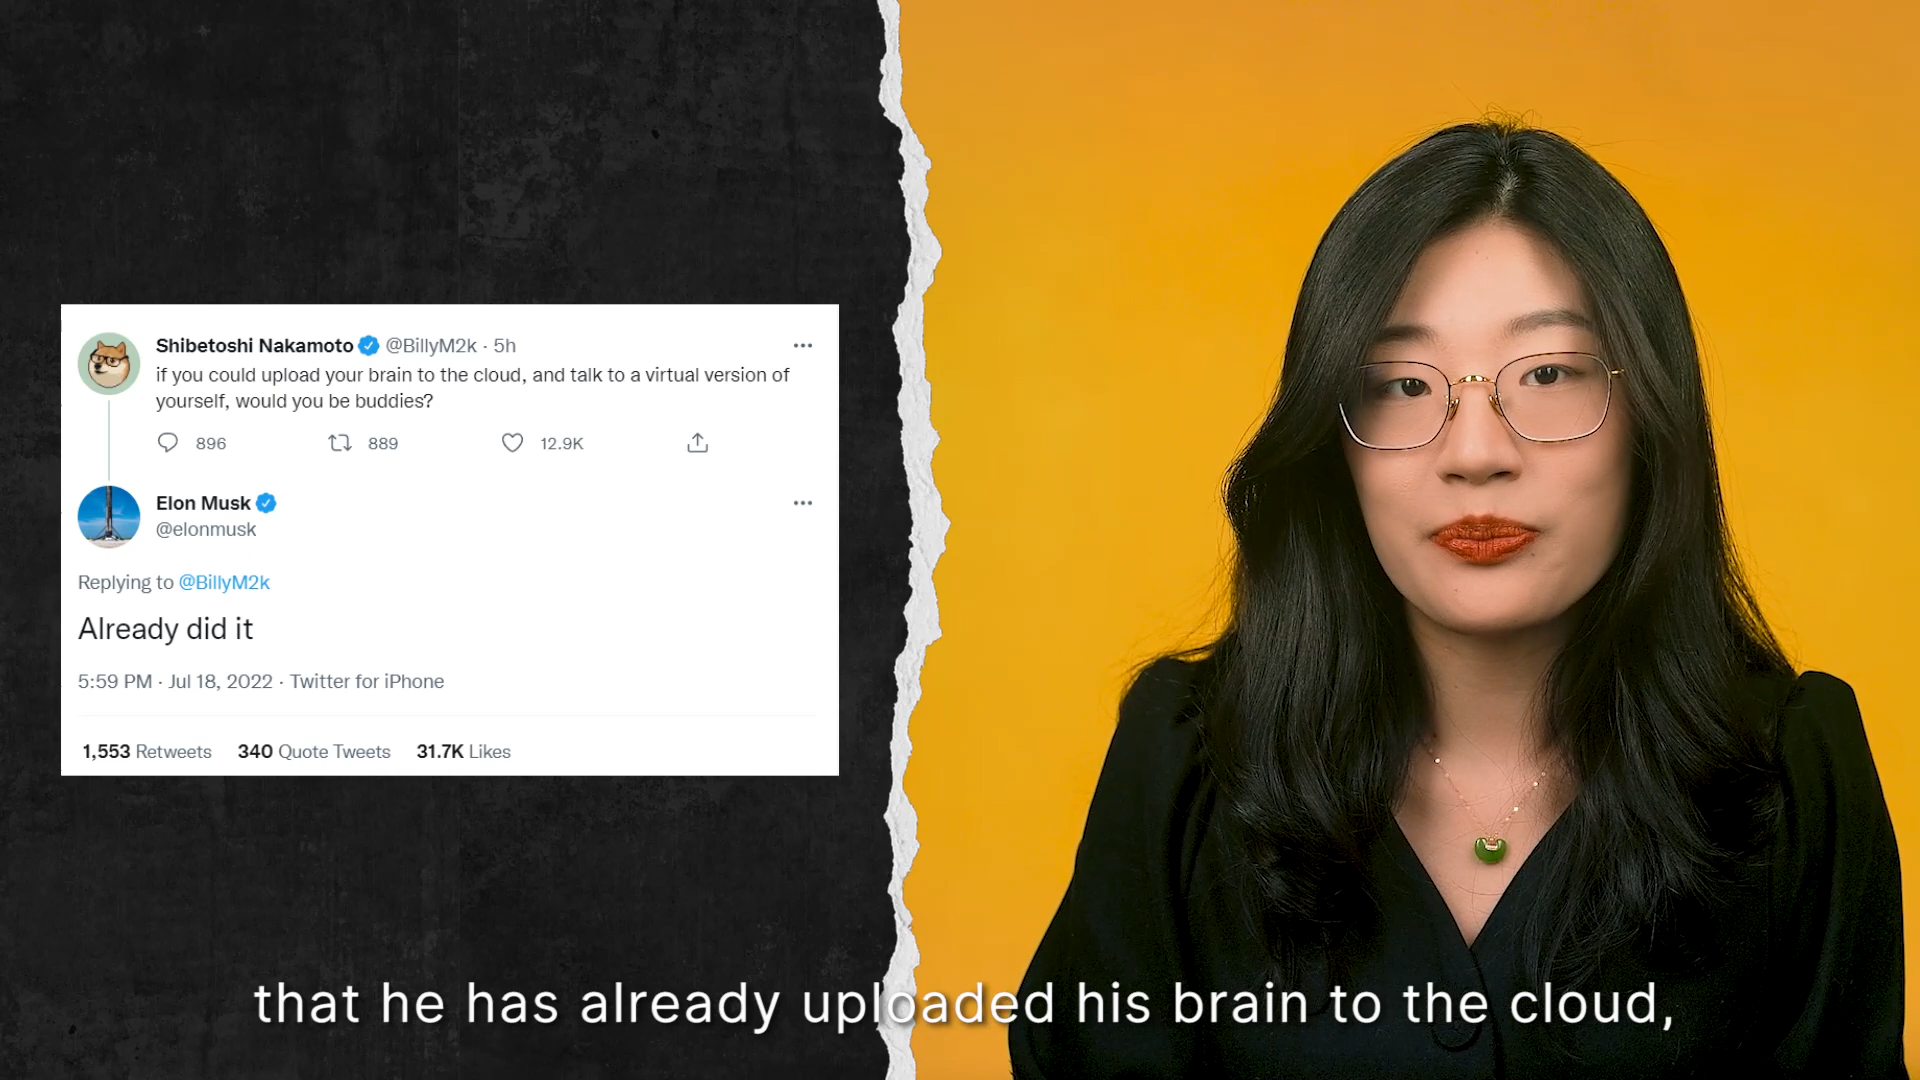 Shibetoshi Nakamoto @BillyM2k · 5h
if you could upload your brain to the cloud, and talk to a virtual version of
yourself, would you be buddies?
896 889 12.9K
Elon Musk
@elonmusk
Replying to @BillyM2k
Already did it
5:59 PM · Jul 18, 2022 · Twitter for iPhone
1,553 Retweets 340 Quote Tweets 31.7K Likes
that he has already uploaded his brain to the cloud,